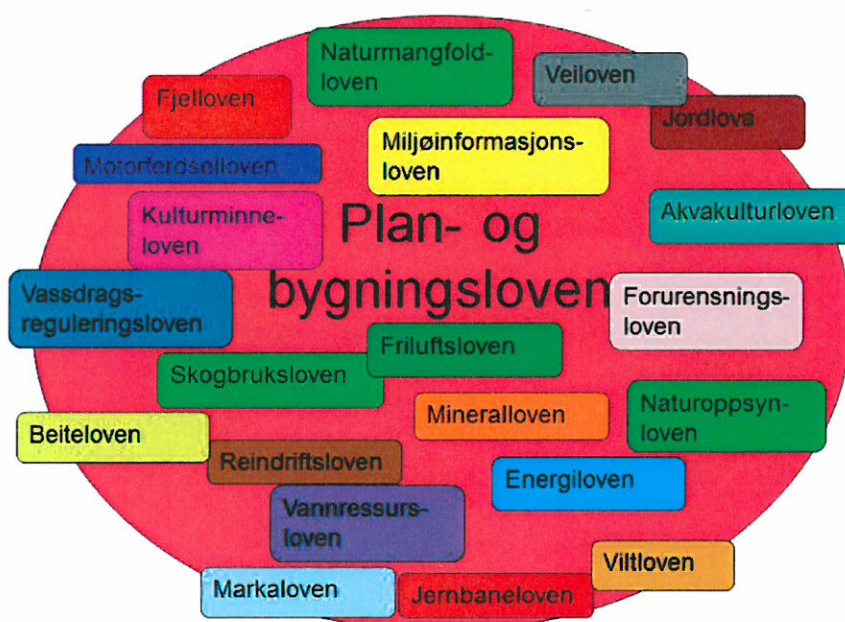 Naturmangfold-
loven
Veiloven
Fjelloven
Jordlova
Miljøinformasjons-
loven
Motorferdselloven
Kulturminne-
loven
Akvakulturloven
Plan- og
bygningsloven
Vassdrags-
reguleringsloven
Forurensnings-
loven
Friluftsloven
Skogbruksloven
Naturoppsyn-
loven
Mineralloven
Beiteloven
Reindriftsloven
Energiloven
Vannressurs-
loven
Viltloven
Markaloven
Jernbaneloven